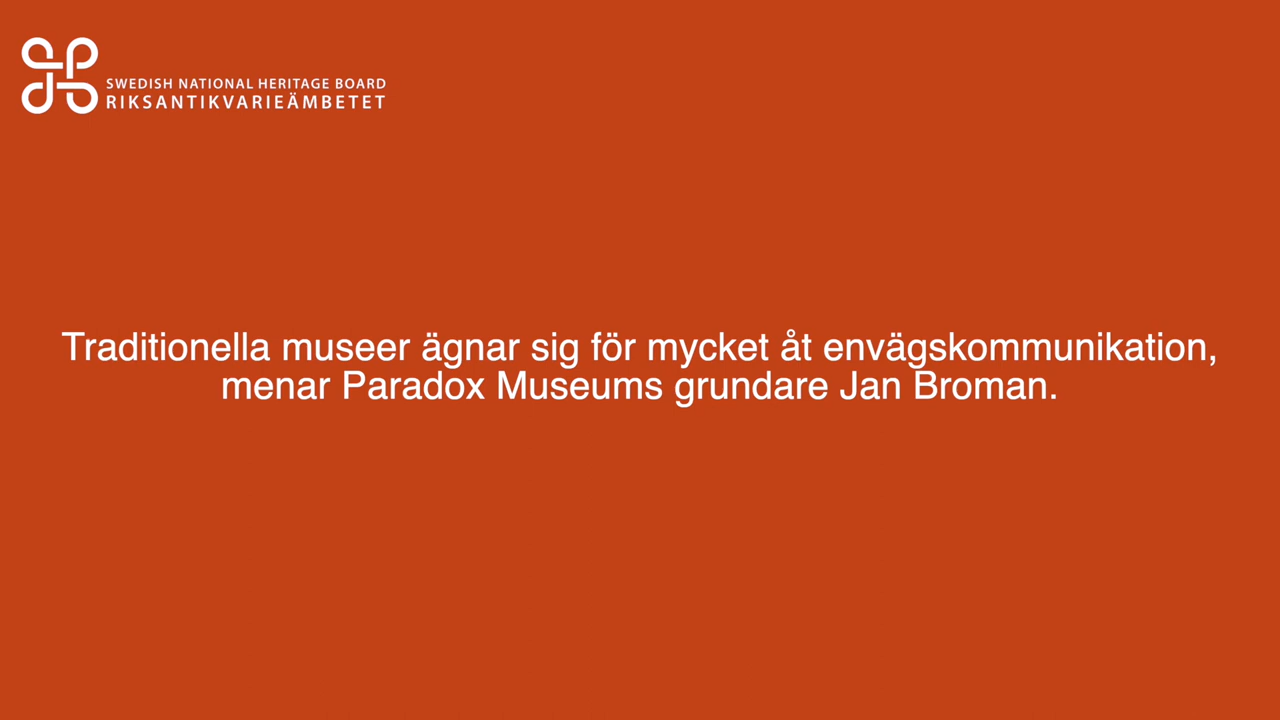 SWEDISH NATIONAL HERITAGE BOARD
RIKSANTIKVARIEÄMBETET
Traditionella museer ägnar sig för mycket åt envägskommunikation,
menar Paradox Museums grundare Jan Broman.